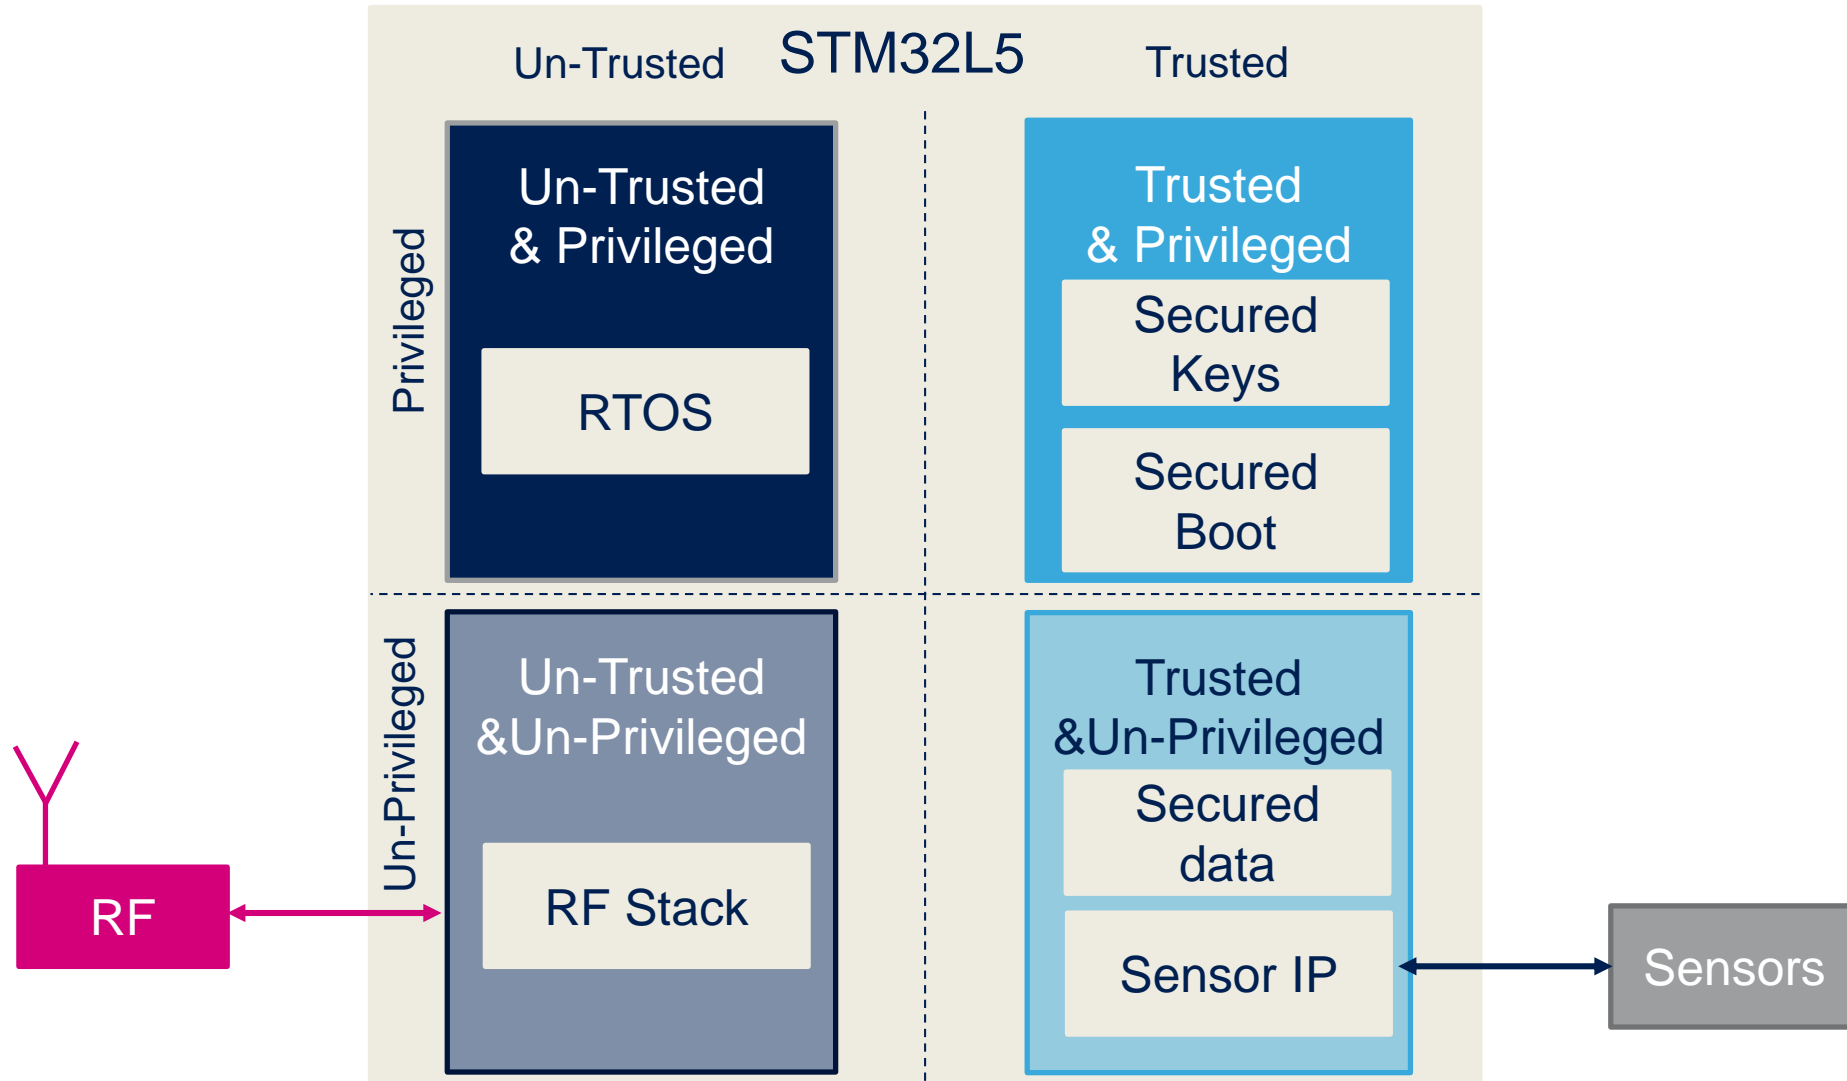 STM32L5
Un-Trusted
Trusted
Privileged
Un-Trusted
& Privileged
RTOS
Trusted
& Privileged
Secured
Keys
Secured
Boot
Un-Privileged
Un-Trusted
&Un-Privileged
RF Stack
Trusted
&Un-Privileged
Secured
data
Sensor IP
RF
Sensors